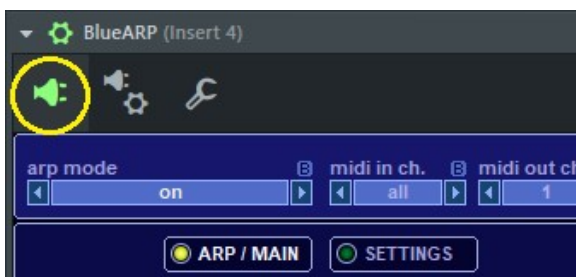 BlueARP (Insert 4)
arp mode B midi in ch. B midi out ch
on all 1
ARP / MAIN SETTINGS